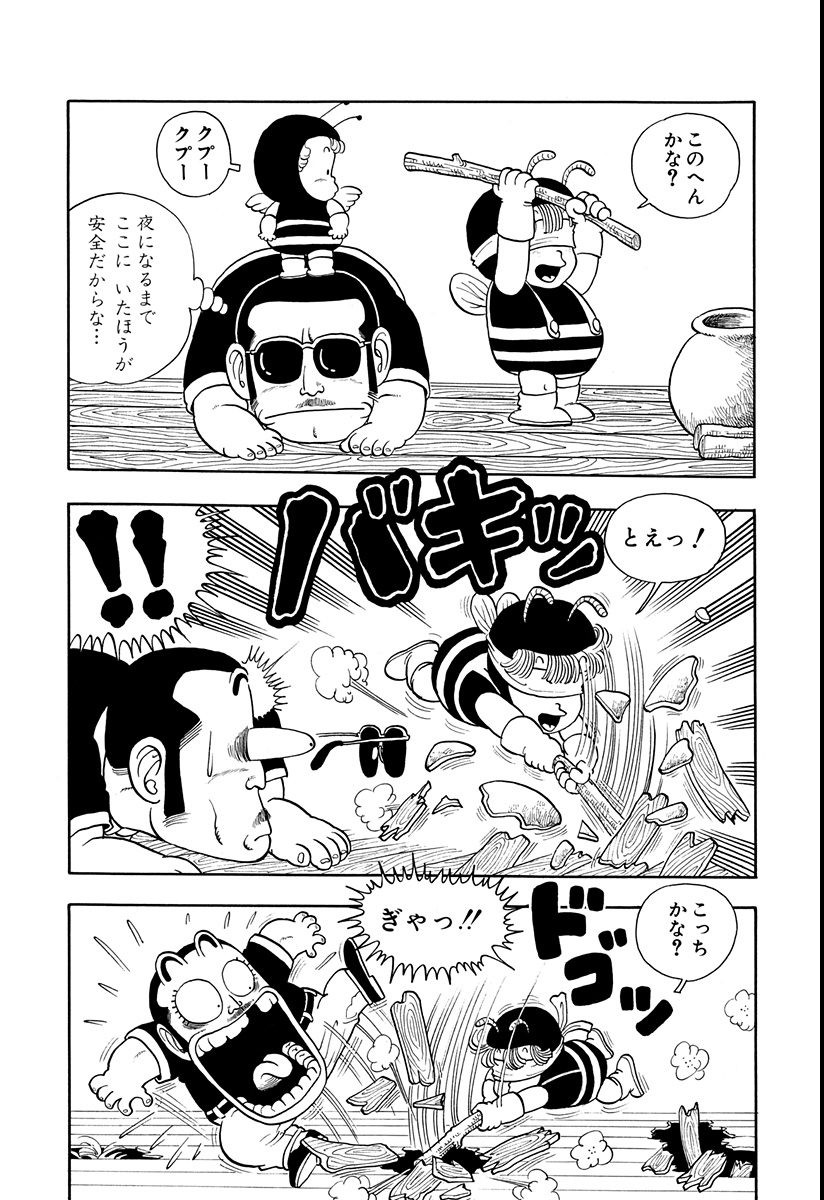 このへん
かな?
クプー
クプー
夜になるまで
ここに いたほうが
安全だからな…
とえっ!
バキッ
!!
こっち
かな?
ドゴッ
ぎゃっ!!